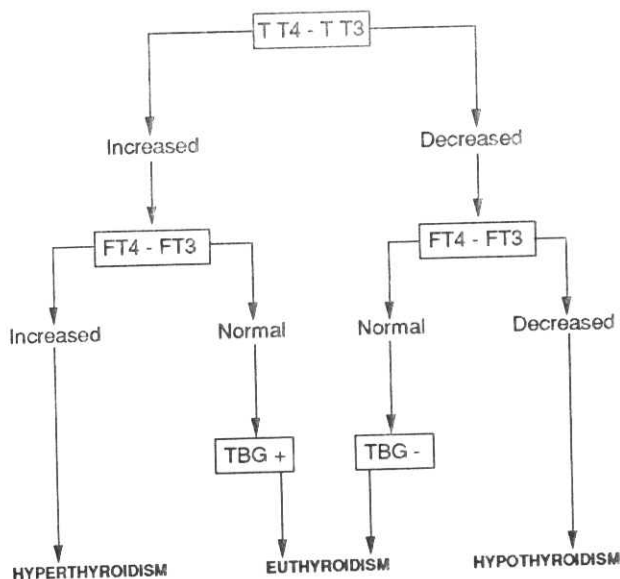 T T4 - T T3
Increased
Decreased
FT4 - FT3
FT4 - FT3
Increased
Normal
Normal
Decreased
TBG +
TBG -
HYPERTHYROIDISM
EUTHYROIDISM
HYPOTHYROIDISM